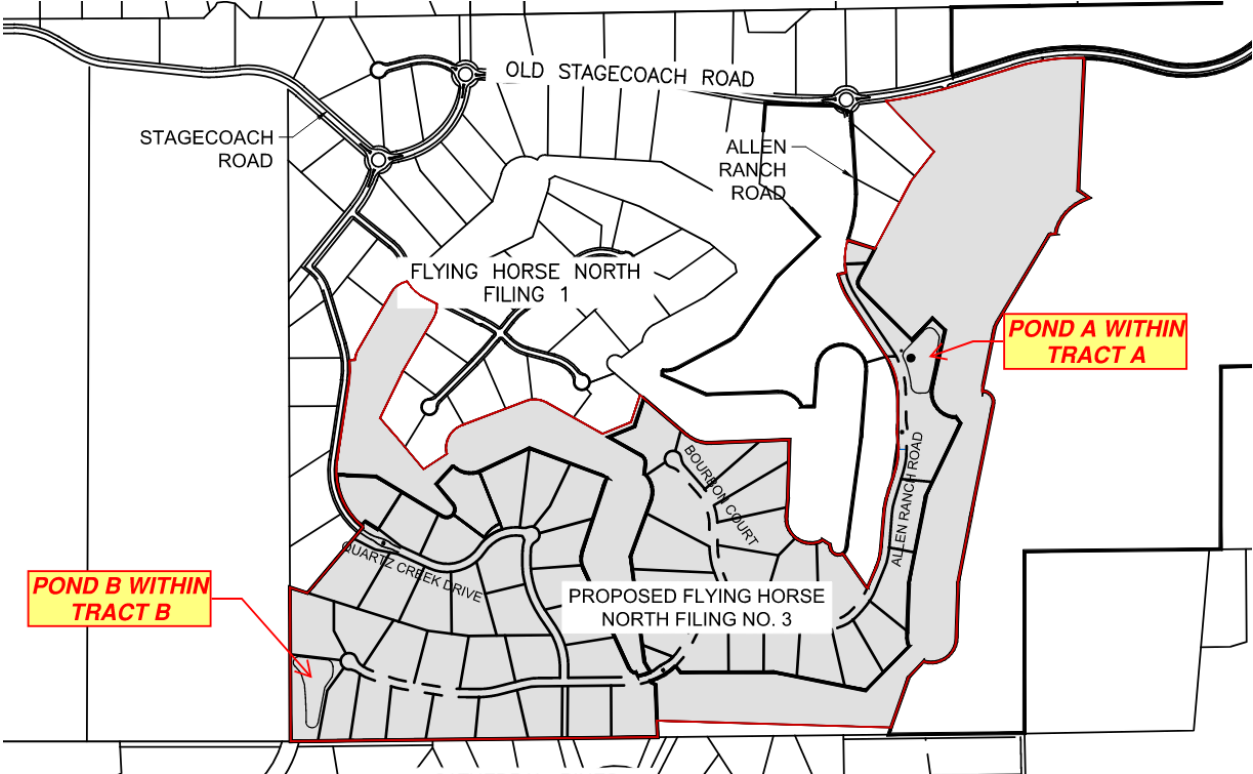 OLD STAGECOACH ROAD
STAGECOACH
ROAD
ALLEN
RANCH
ROAD
FLYING HORSE NORTH
FILING 1
POND A WITHIN
TRACT A
BOURBON COURT
ALLEN RANCH ROAD
QUARTZ CREEK DRIVE
POND B WITHIN
TRACT B
PROPOSED FLYING HORSE
NORTH FILING NO. 3